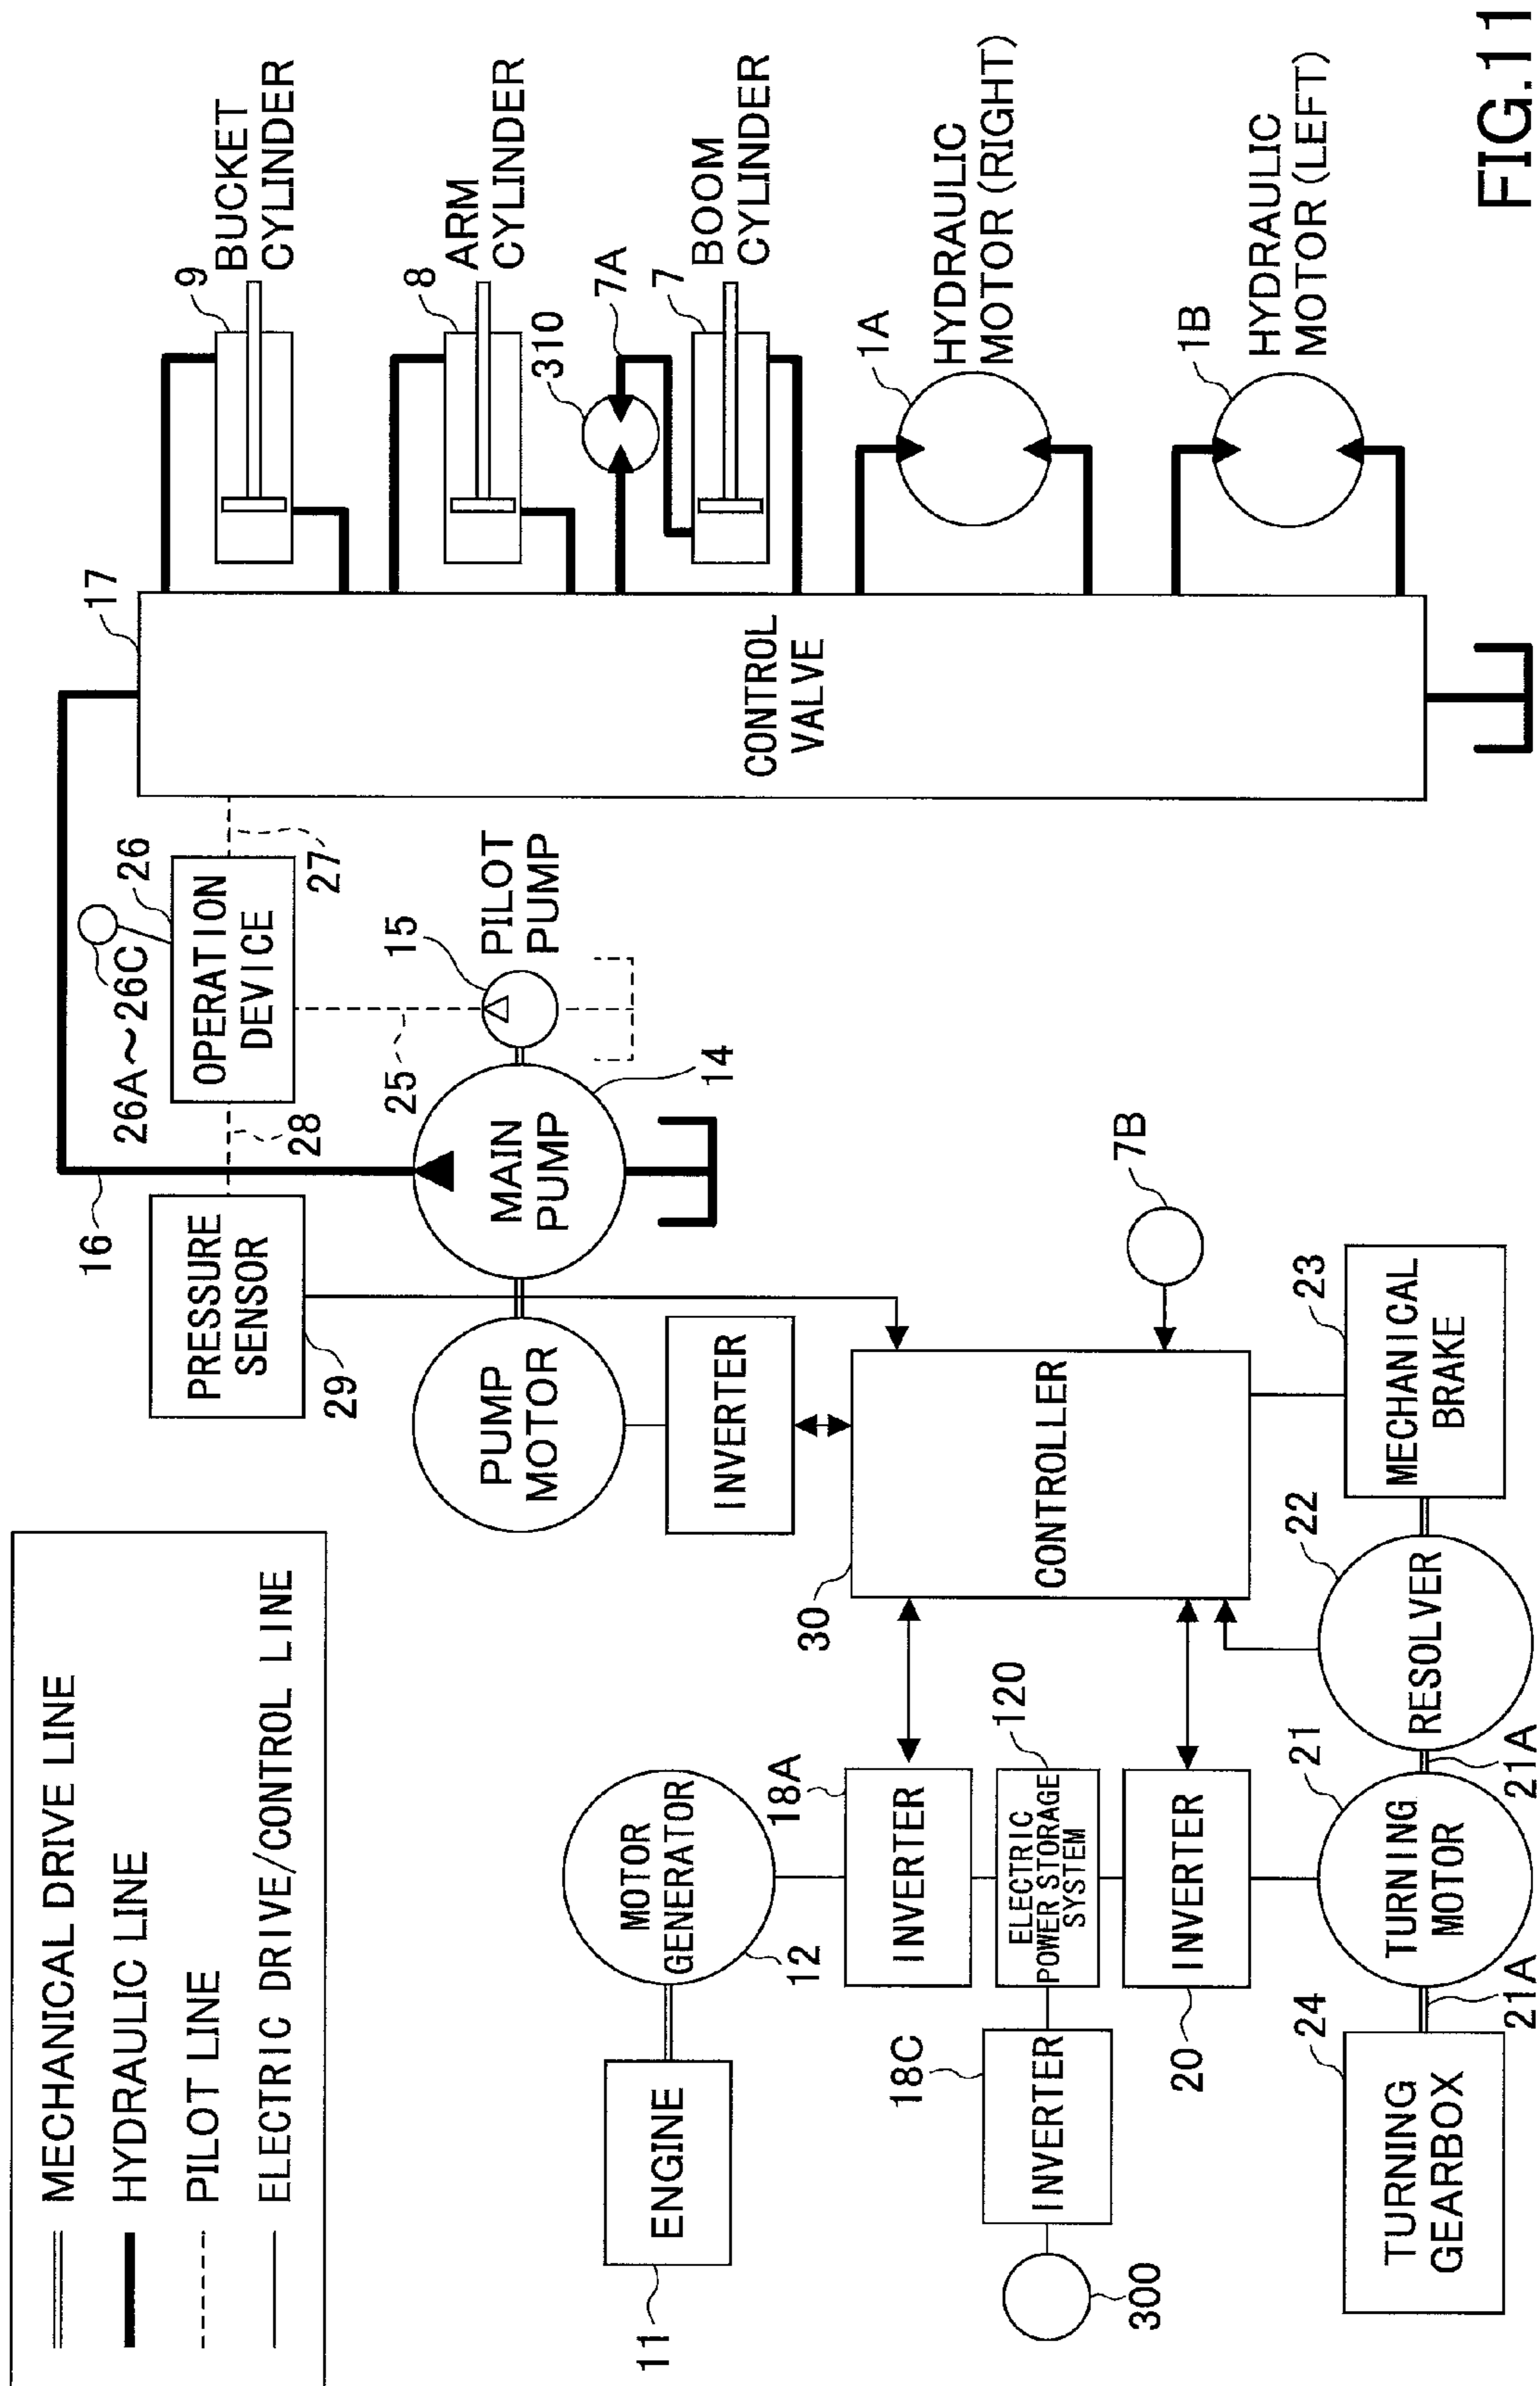 MECHANICAL DRIVE LINE
HYDRAULIC LINE
PILOT LINE
ELECTRIC DRIVE/CONTROL LINE
16
PRESSURE
SENSOR
29
28
26A~26C
26
OPERATION
DEVICE
27
17
9
BUCKET
CYLINDER
8
ARM
CYLINDER
310
7A
7
BOOM
CYLINDER
1A
HYDRAULIC
MOTOR (RIGHT)
1B
HYDRAULIC
MOTOR (LEFT)
CONTROL
VALVE
25
15
PILOT
PUMP
MAIN
PUMP
14
PUMP
MOTOR
INVERTER
ENGINE
11
MOTOR
GENERATOR
12
18A
INVERTER
30
CONTROLLER
7B
120
ELECTRIC
POWER STORAGE
SYSTEM
18C
INVERTER
300
INVERTER
20
TURNING
GEARBOX
24
21A
TURNING
MOTOR
21
21A
RESOLVER
22
MECHANICAL
BRAKE
23
FIG.11